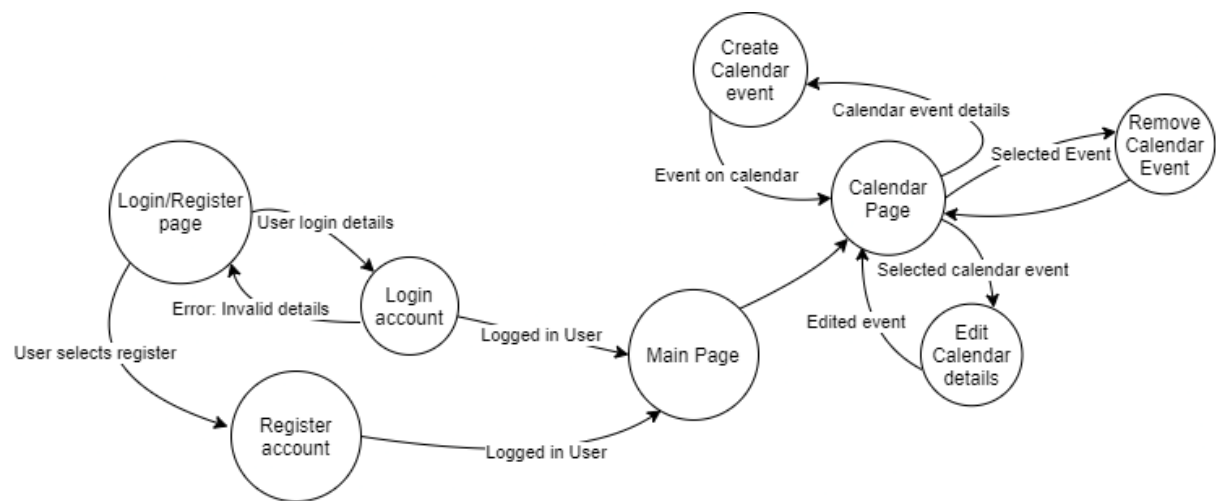 Create
Calendar
event
Calendar event details
Remove
Calendar
Event
Selected Event
Event on calendar
Calendar
Page
Login/Register
page
User login details
Selected calendar event
Error: Invalid details
Login
account
Edited event
Edit
Calendar
details
Logged in User
Main Page
User selects register
Register
account
Logged in User